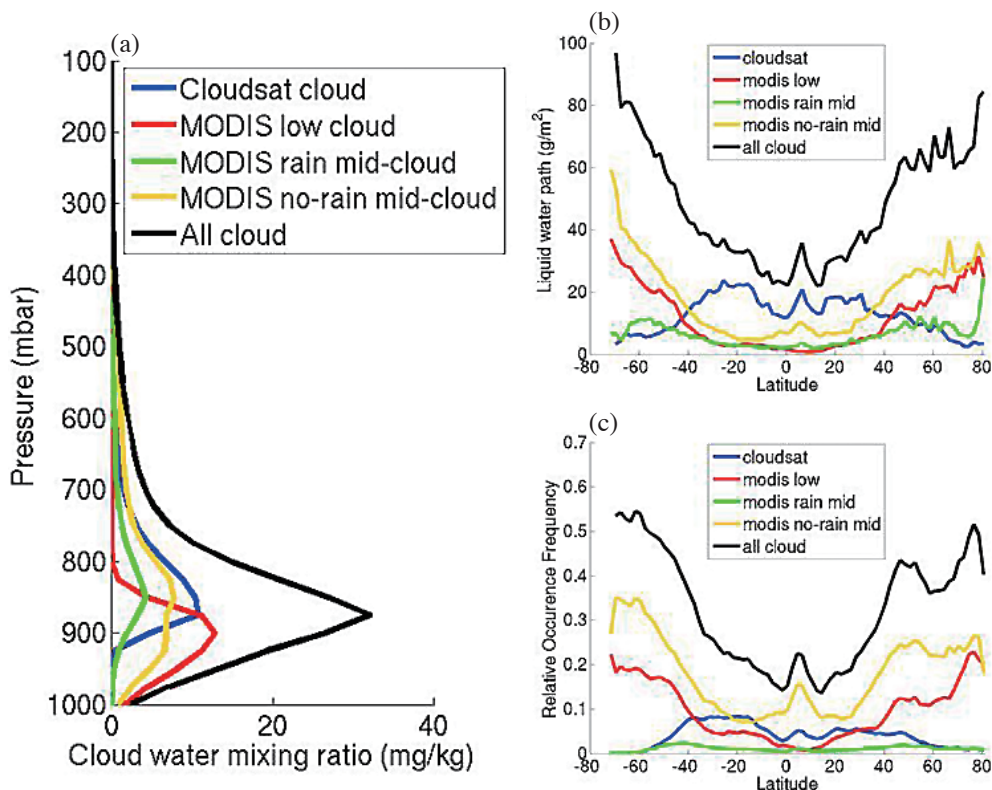 (a)
100
200
300
400
500
600
700
800
900
1000
Pressure (mbar)
Cloudsat cloud
MODIS low cloud
MODIS rain mid-cloud
MODIS no-rain mid-cloud
All cloud
0 20 40
Cloud water mixing ratio (mg/kg)
(b)
100
80
60
40
20
0
Liquid water path (g/m²)
cloudsat
modis low
modis rain mid
modis no-rain mid
all cloud
-80 -60 -40 -20 0 20 40 60 80
Latitude
(c)
0.7
0.6
0.5
0.4
0.3
0.2
0.1
0
Relative Occurence Frequency
cloudsat
modis low
modis rain mid
modis no-rain mid
all cloud
-80 -60 -40 -20 0 20 40 60 80
Latitude